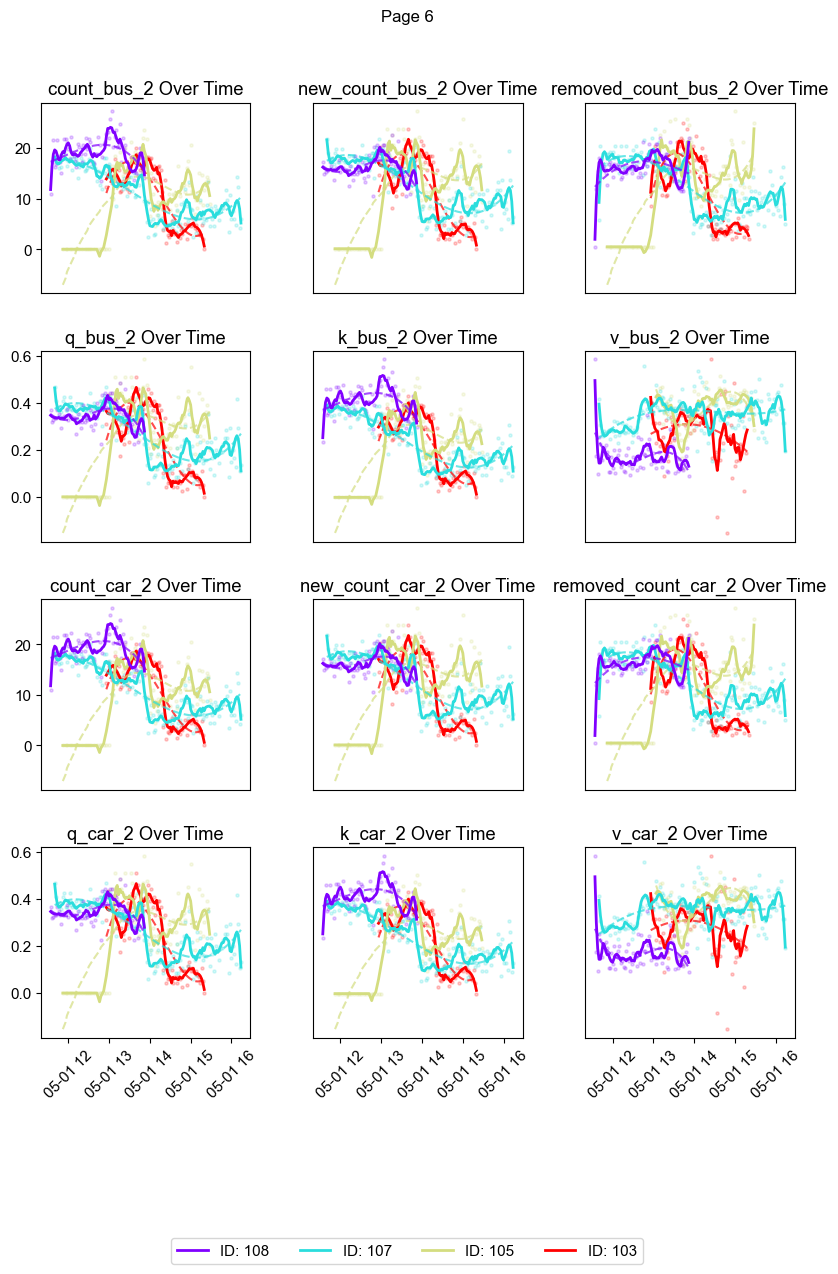 Page 6
count_bus_2 Over Time
new_count_bus_2 Over Time
removed_count_bus_2 Over Time
20
10
0
q_bus_2 Over Time
k_bus_2 Over Time
v_bus_2 Over Time
0.6
0.4
0.2
0.0
count_car_2 Over Time
new_count_car_2 Over Time
removed_count_car_2 Over Time
20
10
0
q_car_2 Over Time
k_car_2 Over Time
v_car_2 Over Time
0.6
0.4
0.2
0.0
05-01 12
05-01 13
05-01 14
05-01 15
05-01 16
05-01 12
05-01 13
05-01 14
05-01 15
05-01 16
05-01 12
05-01 13
05-01 14
05-01 15
05-01 16
ID: 108
ID: 107
ID: 105
ID: 103